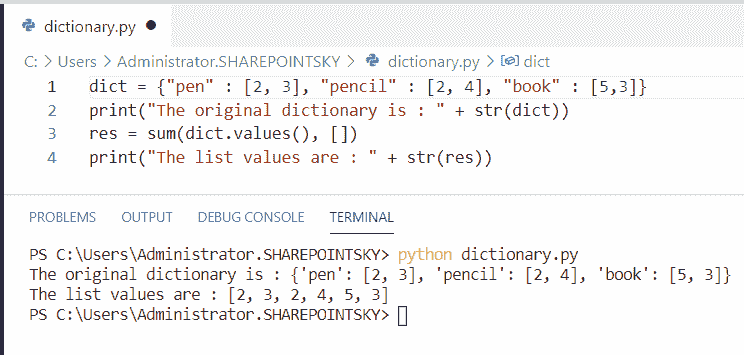 dictionary.py ●
C: > Users > Administrator.SHAREPOINTSKY > dictionary.py > dict
1 dict = {"pen" : [2, 3], "pencil" : [2, 4], "book" : [5,3]}
2 print("The original dictionary is : " + str(dict))
3 res = sum(dict.values(), [])
4 print("The list values are : " + str(res))
PROBLEMS OUTPUT DEBUG CONSOLE TERMINAL
PS C:\Users\Administrator.SHAREPOINTSKY> python dictionary.py
The original dictionary is : {'pen': [2, 3], 'pencil': [2, 4], 'book': [5, 3]}
The list values are : [2, 3, 2, 4, 5, 3]
PS C:\Users\Administrator.SHAREPOINTSKY>